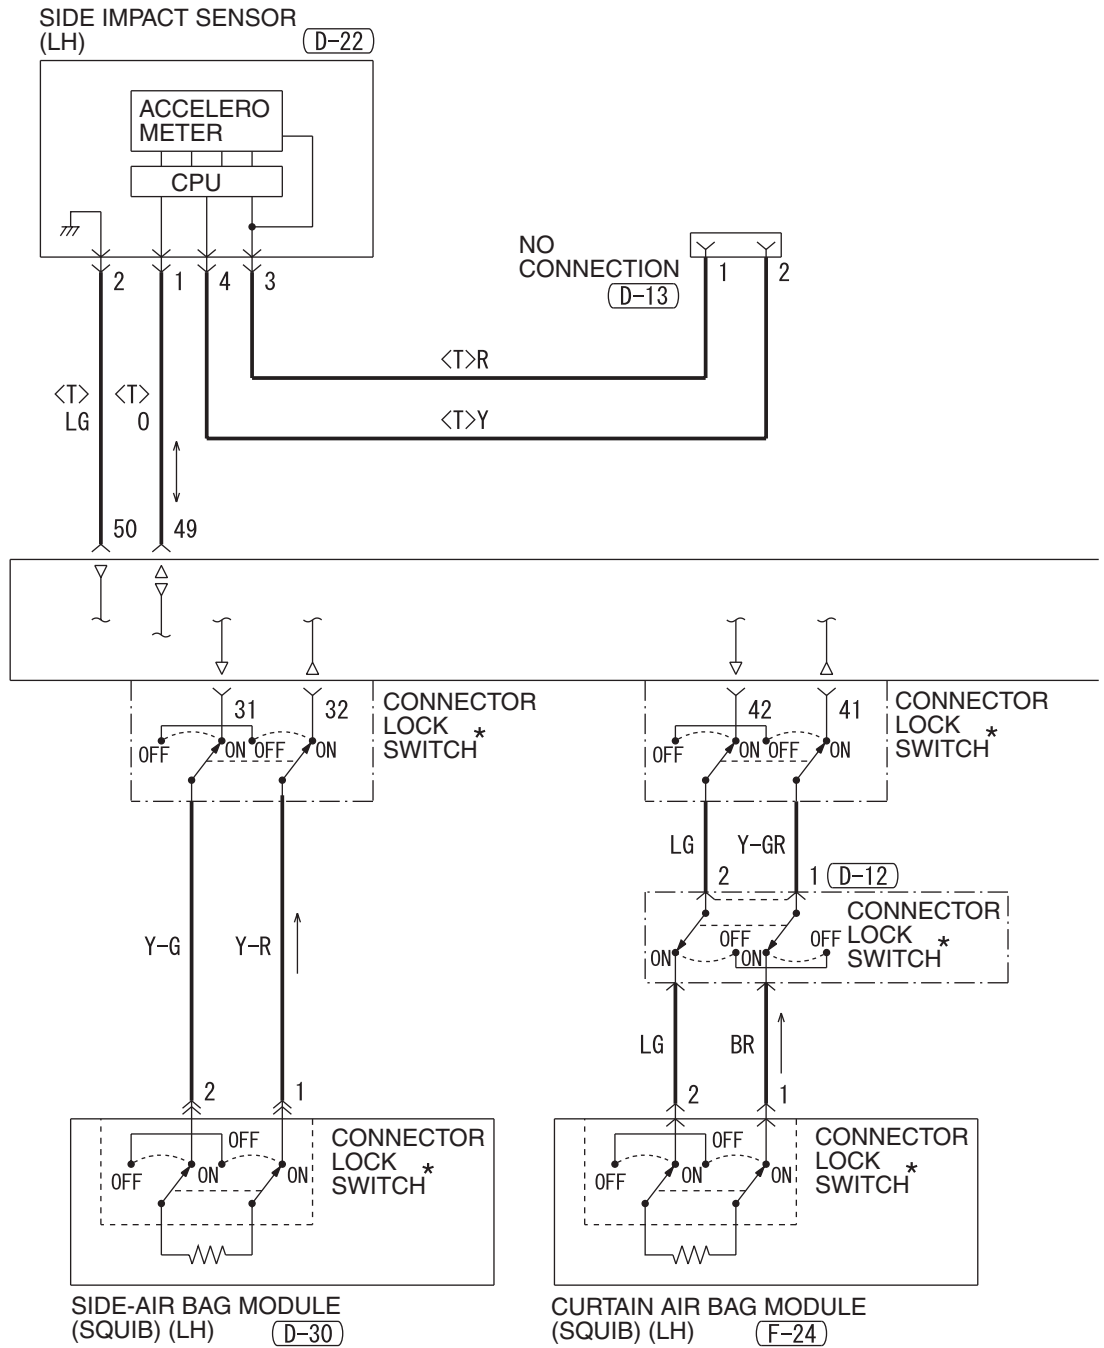 SIDE IMPACT SENSOR
(LH)
D-22
ACCELERO
METER
CPU
2
1
4
3
NO
CONNECTION
D-13
1
2
<T>R
<T>
LG
<T>
O
<T>Y
50
49
31
32
CONNECTOR
LOCK
SWITCH*
OFF
ON
OFF
ON
42
41
CONNECTOR
LOCK
SWITCH*
OFF
ON
OFF
ON
LG
Y-GR
2
1
D-12
CONNECTOR
LOCK
SWITCH*
OFF
OFF
ON
ON
Y-G
Y-R
LG
BR
2
1
2
1
CONNECTOR
LOCK
SWITCH*
OFF
OFF
ON
ON
CONNECTOR
LOCK
SWITCH*
OFF
OFF
ON
ON
SIDE-AIR BAG MODULE
(SQUIB) (LH)
D-30
CURTAIN AIR BAG MODULE
(SQUIB) (LH)
F-24